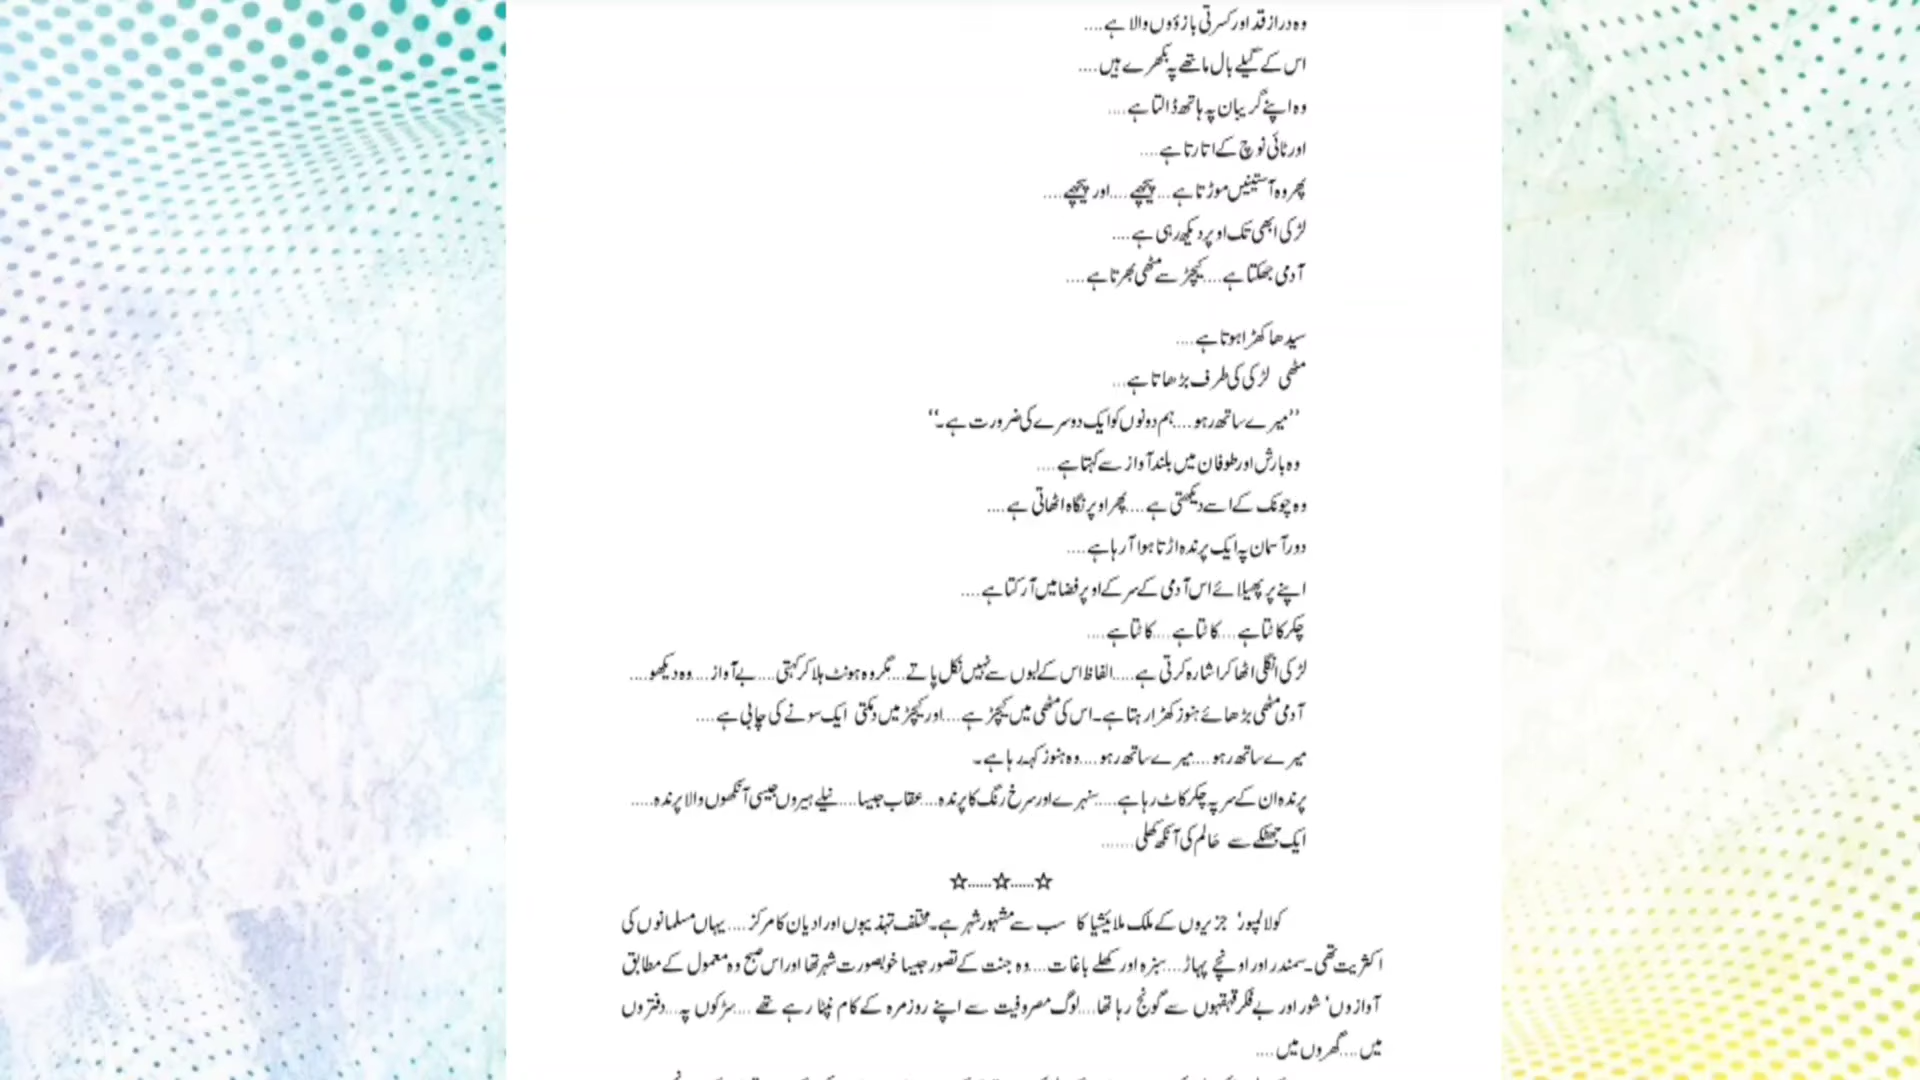 وہ دراز قد اور کسرتی بازوؤں والا ہے....
اس کے گیلے بال ماتھے پہ بکھرے ہیں....
وہ اپنے گریبان پہ ہاتھ ڈالتا ہے....
اور ٹائی نوچ کے اتارتا ہے....
پھر وہ آستینیں موڑتا ہے... پیچھے....اور پیچھے....
لڑکی ابھی تک اوپر دیکھ رہی ہے....
آدمی جھکتا ہے....کیچڑ سے مٹھی بھرتا ہے....
سیدھا کھڑا ہوتا ہے....
مٹھی لڑکی کی طرف بڑھاتا ہے...
’’میرے ساتھ رہو....ہم دونوں کو ایک دوسرے کی ضرورت ہے۔‘‘
وہ بارش اور طوفان میں بلند آواز سے کہتا ہے....
وہ چونک کے اسے دیکھتی ہے....پھر اوپر نگاہ اٹھاتی ہے....
دور آسمان پہ ایک پرندہ اڑتا ہوا آ رہا ہے....
اپنے پر پھیلائے اس آدمی کے سر کے اوپر فضا میں آ رکتا ہے....
چکر کاٹتا ہے....کاٹتا ہے....کاٹتا ہے....
لڑکی انگلی اٹھا کر اشارہ کرتی ہے....الفاظ اس کے لبوں سے نہیں نکل پاتے...مگر وہ ہونٹ ہلا کر کہتی....بے آواز....وہ دیکھو....
آدمی مٹھی بڑھائے ہنوز کھڑا رہتا ہے۔اس کی مٹھی میں کیچڑ ہے....اور کیچڑ میں دمکتی ایک سونے کی چابی ہے....
میرے ساتھ رہو....میرے ساتھ رہو....وہ ہنوز کہہ رہا ہے۔
پرندہ ان کے سر پہ چکر کاٹ رہا ہے....سنہرے اور سرخ رنگ کا پرندہ...عقاب جیسا....نیلے ہیروں جیسی آنکھوں والا پرندہ.....
ایک جھٹکے سے حالم کی آنکھ کھلی.......
☆......☆......☆
کوالالمپور‘ جزیروں کے ملک ملائیشیا کا سب سے مشہور شہر ہے۔مختلف تہذیبوں اور ادیان کا مرکز....یہاں مسلمانوں کی
اکثریت تھی۔سمندر اور اونچے پہاڑ...سبزہ اور کھلے باغات....وہ جنت کے تصور جیسا خوبصورت شہر تھا اور اس صبح وہ معمول کے مطابق
آوازوں‘ شور اور بے فکر قہقہوں سے گونج رہا تھا....لوگ مصروفیت سے اپنے روزمرہ کے کام نپٹا رہے تھے ....سڑکوں پہ...دفتروں
میں....گھروں میں....